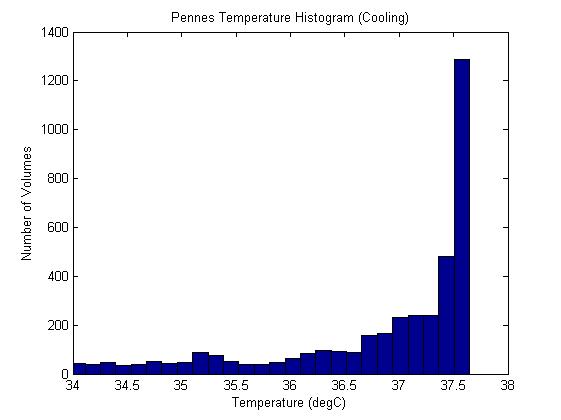 Pennes Temperature Histogram (Cooling)
1400
1200
1000
800
600
400
200
0
Number of Volumes
34 34.5 35 35.5 36 36.5 37 37.5 38
Temperature (degC)